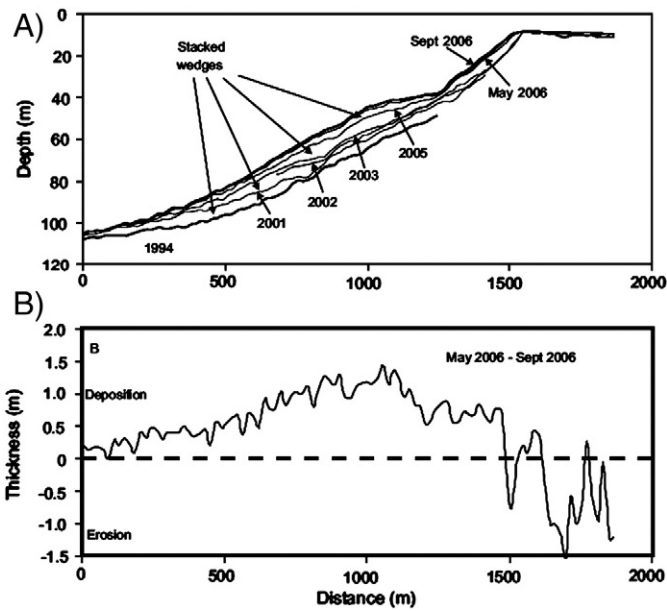 A)
0
20
40
60
80
100
120
Depth (m)
Stacked
wedges
Sept 2006
May 2006
2005
2003
2002
2001
1994
0
500
1000
1500
2000
B)
2.0
1.5
1.0
0.5
0
-0.5
-1.0
-1.5
Thickness (m)
B
May 2006 - Sept 2006
Deposition
Erosion
0
500
1000
1500
2000
Distance (m)